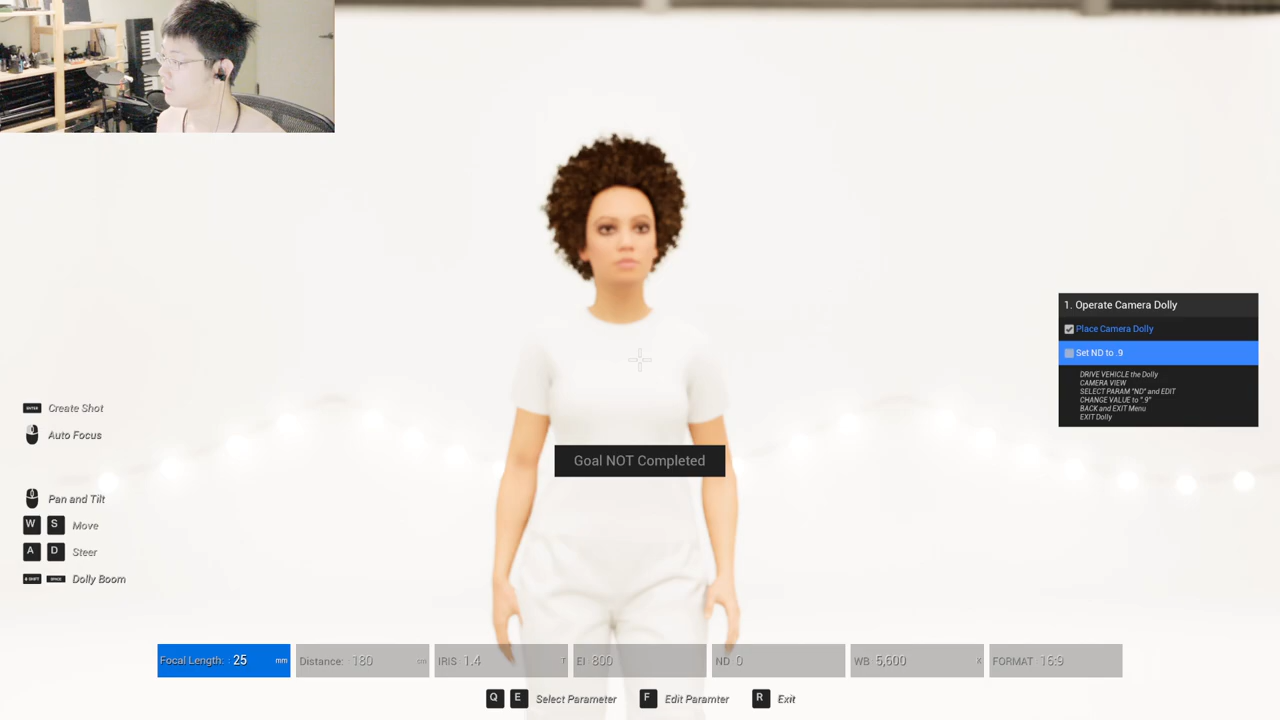 1. Operate Camera Dolly
Place Camera Dolly
Set ND to .9
DRIVE VEHICLE the Dolly
CAMERA VIEW
SELECT PARAM "ND" and EDIT
CHANGE VALUE to ".9"
BACK and EXIT Menu
EXIT Dolly
ENTER Create Shot
Auto Focus
Goal NOT Completed
Pan and Tilt
W S Move
A D Steer
SHIFT SPACE Dolly Boom
Focal Length: : 25 mm Distance: 180 cm IRIS 1.4 T EI 800 ND 0 WB 5,600 K FORMAT 16:9
Q E Select Parameter F Edit Paramter R Exit